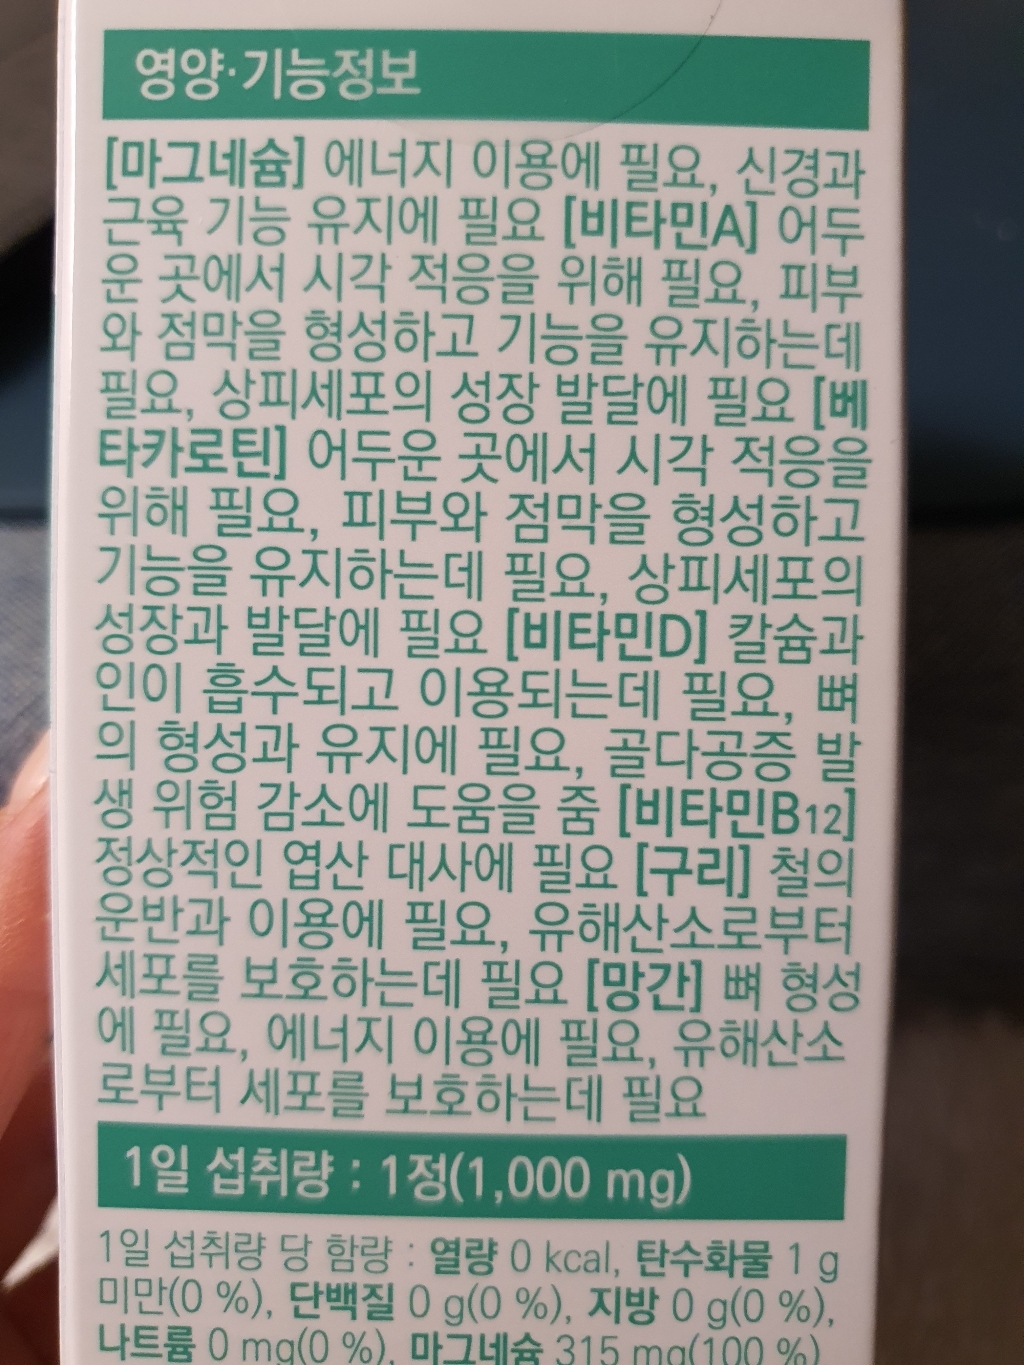 영양·기능정보
[마그네슘] 에너지 이용에 필요, 신경과
근육 기능 유지에 필요 [비타민A] 어두
운 곳에서 시각 적응을 위해 필요, 피부
와 점막을 형성하고 기능을 유지하는데
필요, 상피세포의 성장 발달에 필요 [베
타카로틴] 어두운 곳에서 시각 적응을
위해 필요, 피부와 점막을 형성하고
기능을 유지하는데 필요, 상피세포의
성장과 발달에 필요 [비타민D] 칼슘과
인이 흡수되고 이용되는데 필요, 뼈
의 형성과 유지에 필요, 골다공증 발
생 위험 감소에 도움을 줌 [비타민B12]
정상적인 엽산 대사에 필요 [구리] 철의
운반과 이용에 필요, 유해산소로부터
세포를 보호하는데 필요 [망간] 뼈 형성
에 필요, 에너지 이용에 필요, 유해산소
로부터 세포를 보호하는데 필요
1일 섭취량 : 1정(1,000 mg)
1일 섭취량 당 함량 : 열량 0 kcal, 탄수화물 1 g
미만(0 %), 단백질 0 g(0 %), 지방 0 g(0 %),
나트륨 0 mg(0 %), 마그네슘 315 mg(100 %)